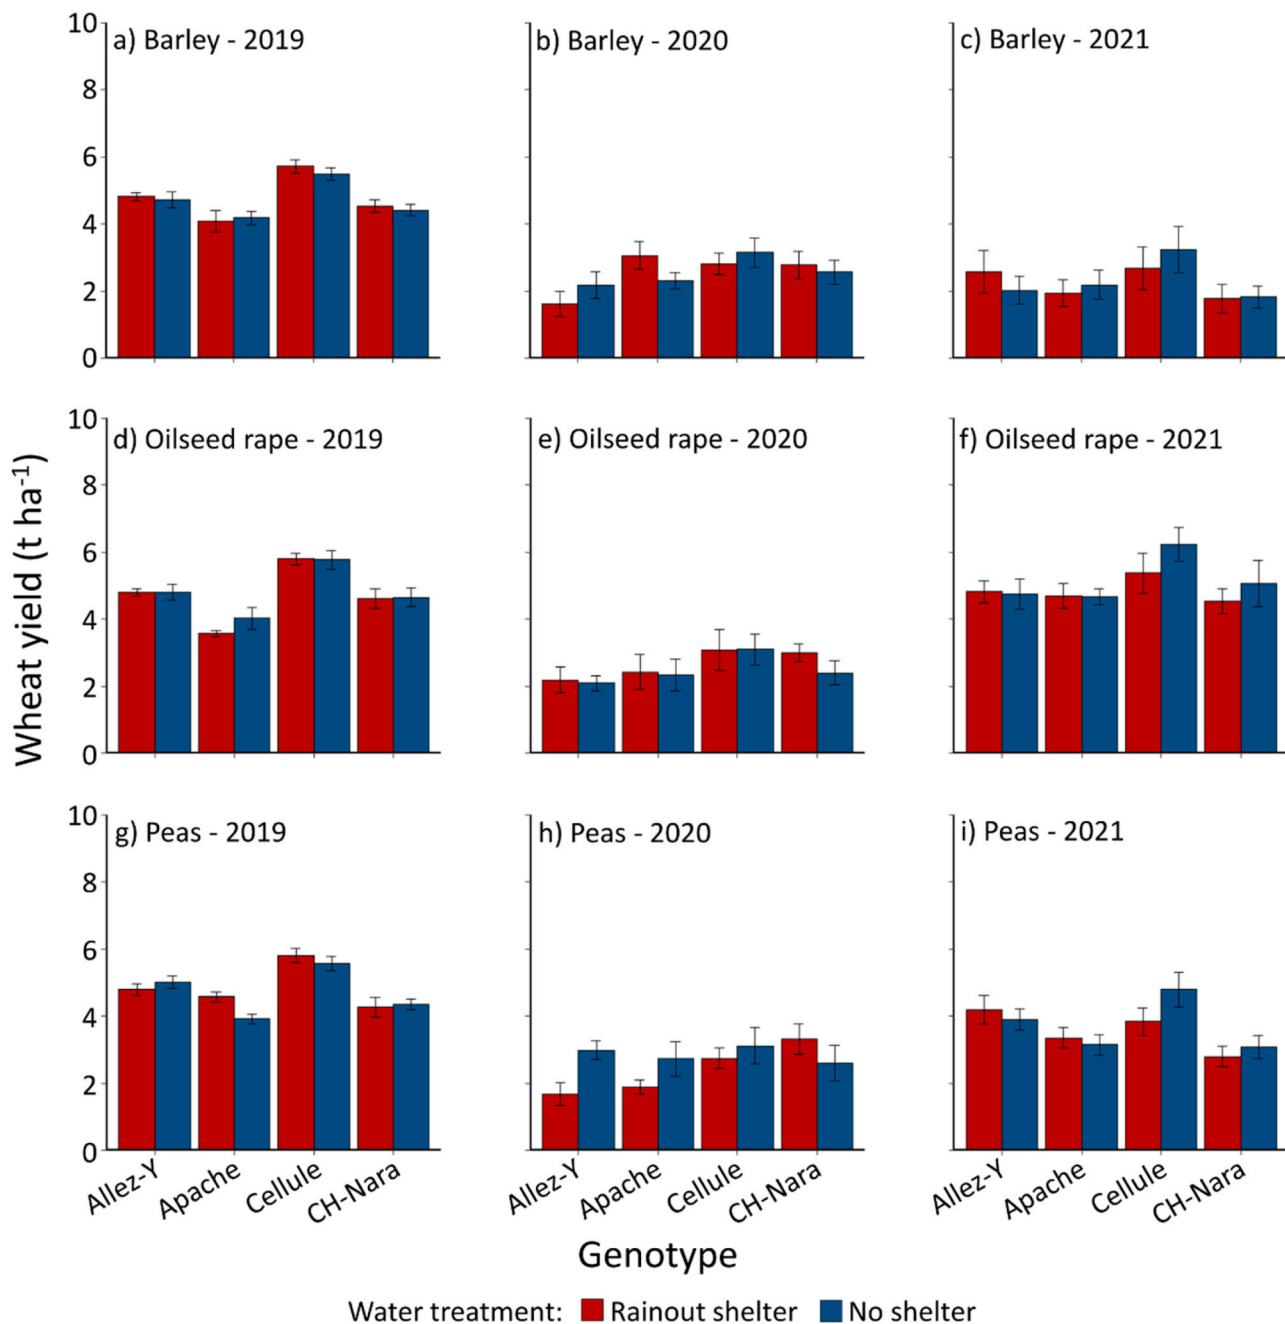 10
8
6
4
2
0
a) Barley - 2019
b) Barley - 2020
c) Barley - 2021
10
8
6
4
2
0
d) Oilseed rape - 2019
e) Oilseed rape - 2020
f) Oilseed rape - 2021
Wheat yield (t ha⁻¹)
10
8
6
4
2
0
g) Peas - 2019
h) Peas - 2020
i) Peas - 2021
Allez-Y
Apache
Cellule
CH-Nara
Allez-Y
Apache
Cellule
CH-Nara
Allez-Y
Apache
Cellule
CH-Nara
Genotype
Water treatment: Rainout shelter No shelter